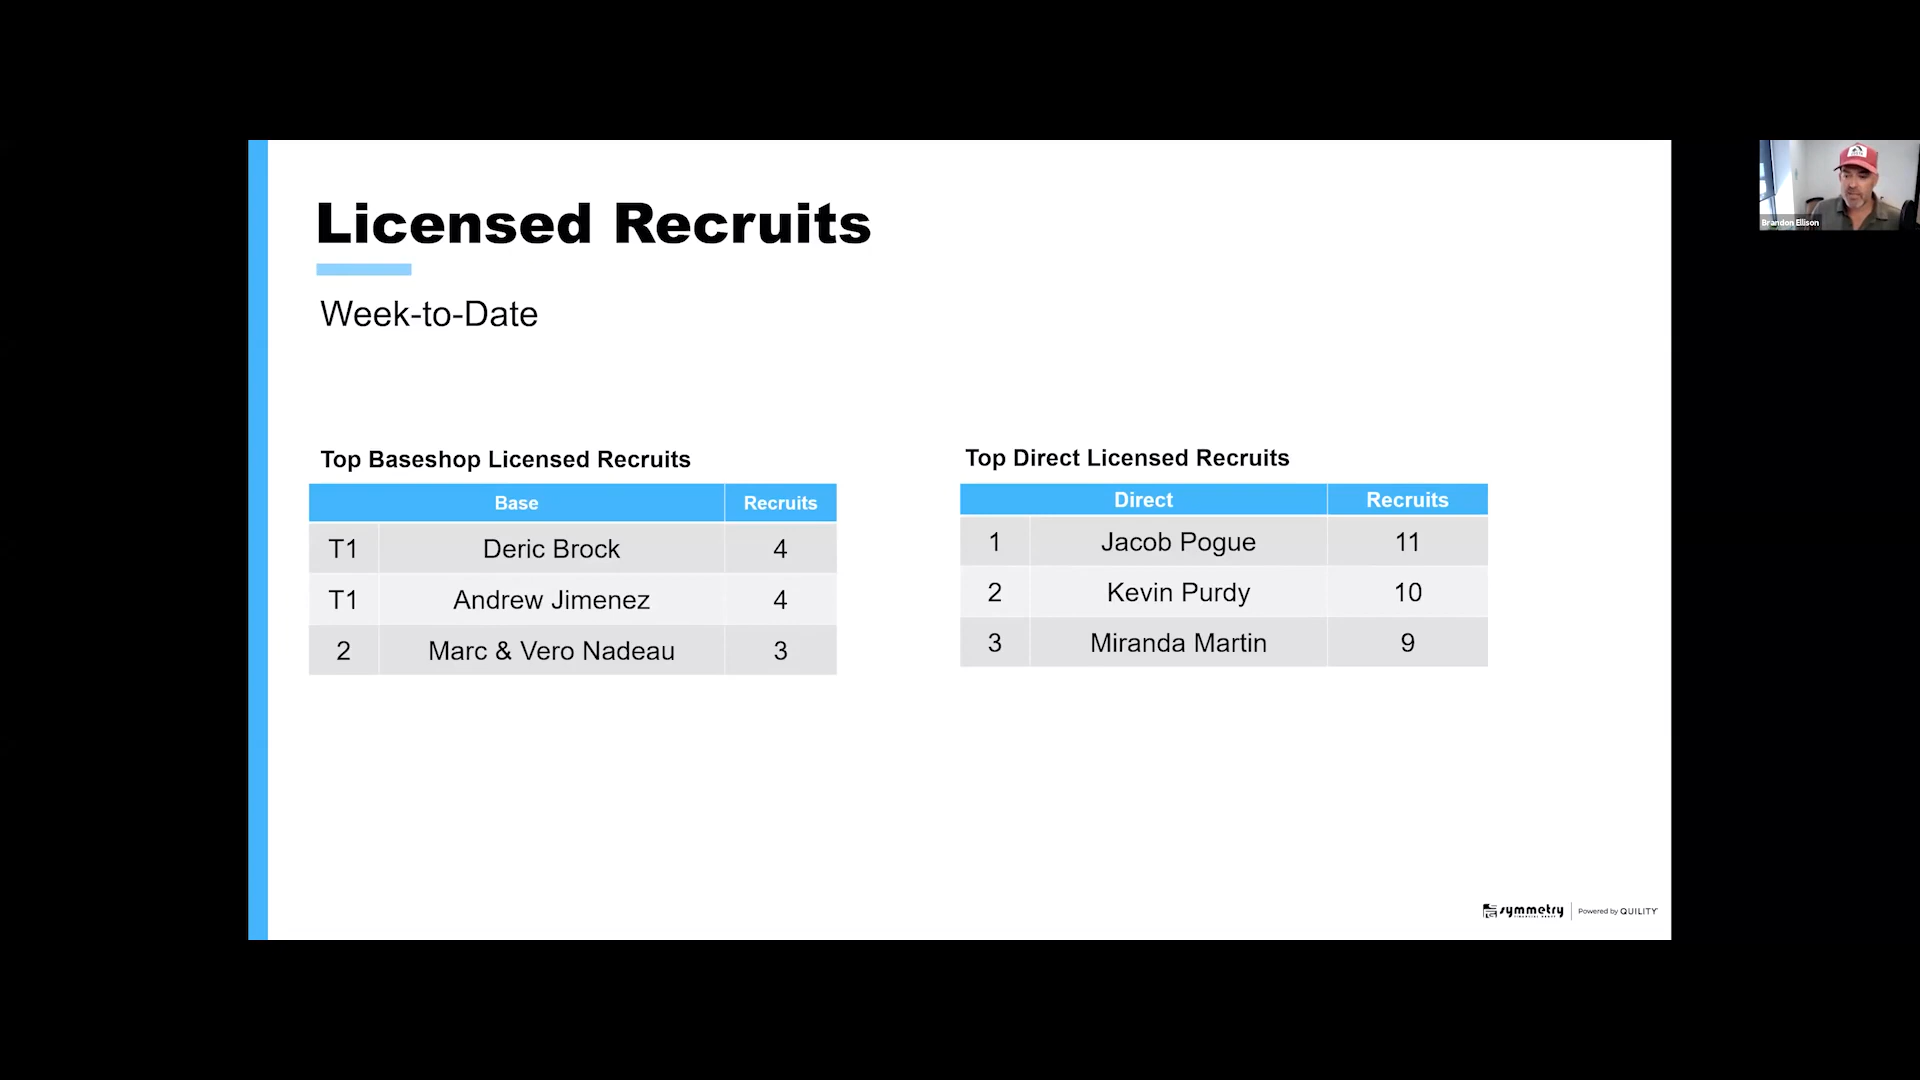 Licensed Recruits
Week-to-Date
Top Baseshop Licensed Recruits
Base Recruits
T1 Deric Brock 4
T1 Andrew Jimenez 4
2 Marc & Vero Nadeau 3
Top Direct Licensed Recruits
Direct Recruits
1 Jacob Pogue 11
2 Kevin Purdy 10
3 Miranda Martin 9
symmetry
FINANCIAL GROUP
Powered by QUILITY
Brandon Ellison